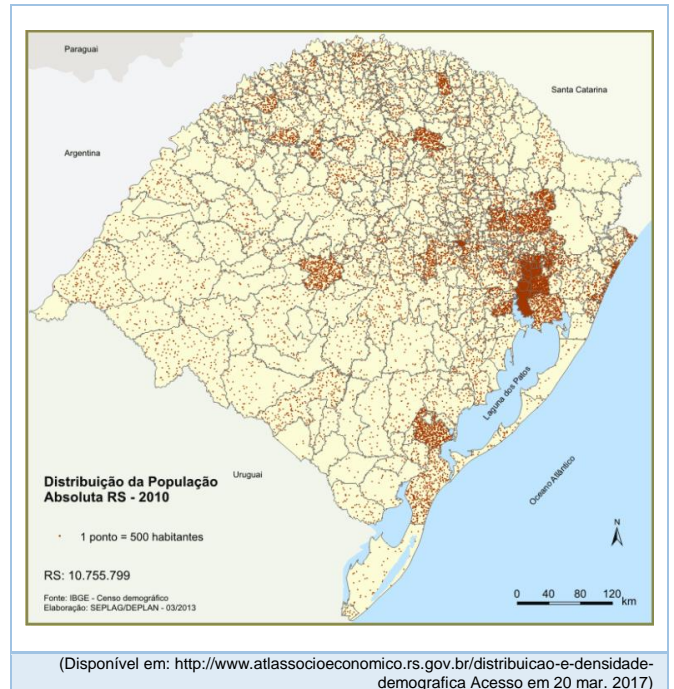 Paraguai
Santa Catarina
Argentina
Laguna dos Patos
Uruguai
Oceano Atlântico
Distribuição da População
Absoluta RS - 2010
1 ponto = 500 habitantes
N
RS: 10.755.799
0 40 80 120 km
Fonte: IBGE - Censo demográfico
Elaboração: SEPLAG/DEPLAN - 03/2013
(Disponível em: http://www.atlassocioeconomico.rs.gov.br/distribuicao-e-densidade-
demografica Acesso em 20 mar. 2017)